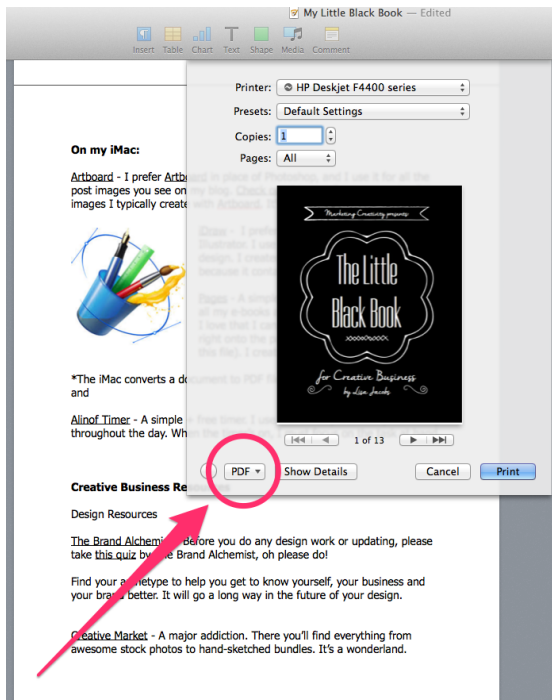 My Little Black Book — Edited
Insert Table Chart Text Shape Media Comment
Printer: HP Deskjet F4400 series
Presets: Default Settings
Copies: 1
Pages: All
On my iMac:
Artboard - I prefer Artboard in place of Photoshop, and I use it for all the
post images you see on my blog. Check
images I typically create with Artboard.
iDraw - I prefer
Illustrator. I use
design. I create
because it
Pages - A simple
all my e-books
I love that I can
right onto the
this file). I
Marketing Creativity presents
The Little
Black Book
xoxoxoxoxox
for Creative Business
by Lisa Jacobs
*The iMac converts a document to PDF
and
Alinof Timer - A simple free timer. I use
throughout the day. When the
1 of 13
? PDF Show Details Cancel Print
Creative Business Resources
Design Resources
The Brand Alchemist - Before you do any design work or updating, please
take this quiz by the Brand Alchemist, oh please do!
Find your archetype to help you get to know yourself, your business and
your brand better. It will go a long way in the future of your design.
Creative Market - A major addiction. There you'll find everything from
awesome stock photos to hand-sketched bundles. It's a wonderland.